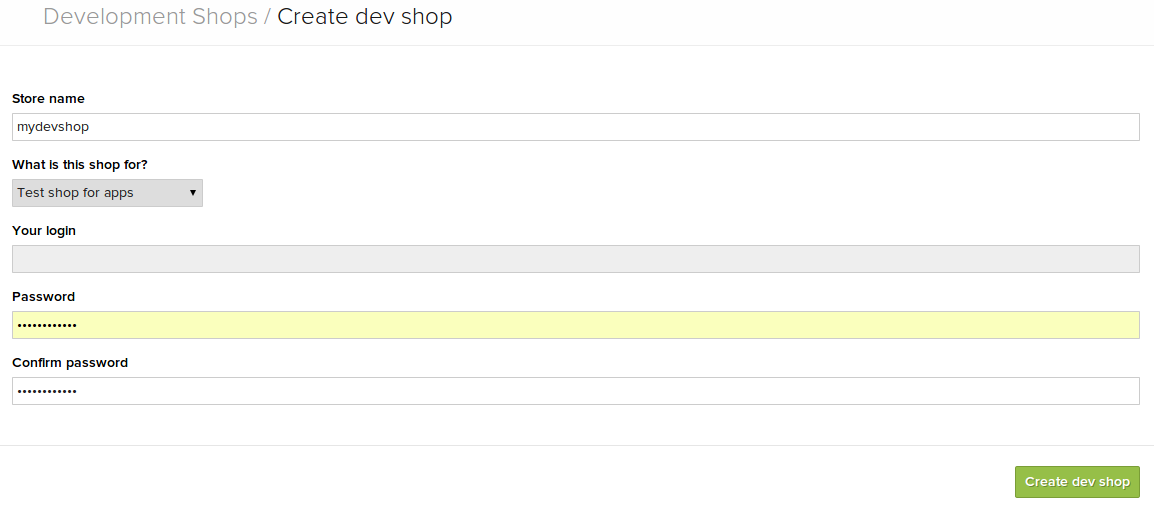 Development Shops / Create dev shop
Store name
mydevshop
What is this shop for?
Test shop for apps
Your login
Password
••••••••••••
Confirm password
••••••••••••
Create dev shop